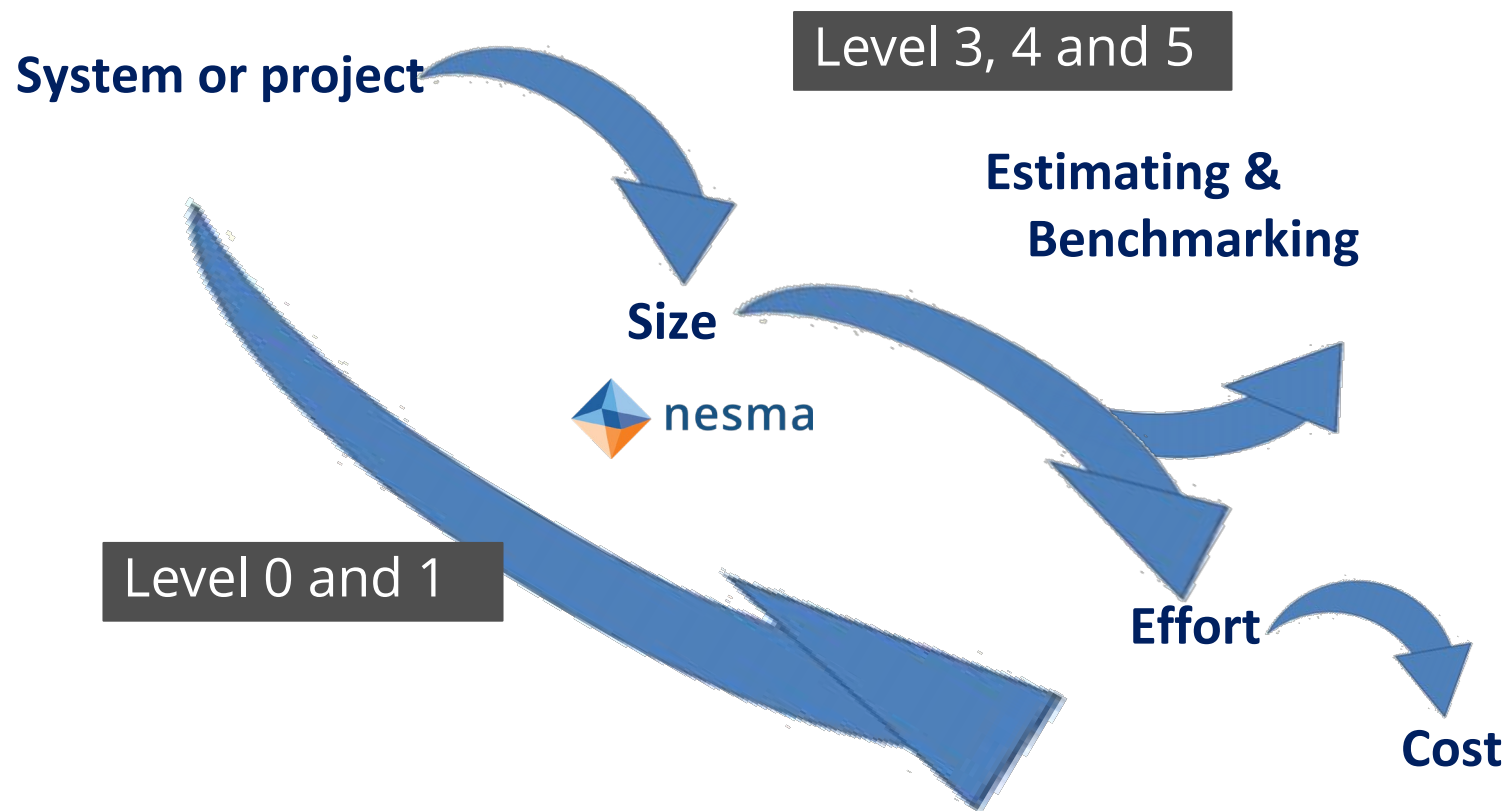 System or project
Level 3, 4 and 5
Estimating &
Benchmarking
Size
nesma
Level 0 and 1
Effort
Cost